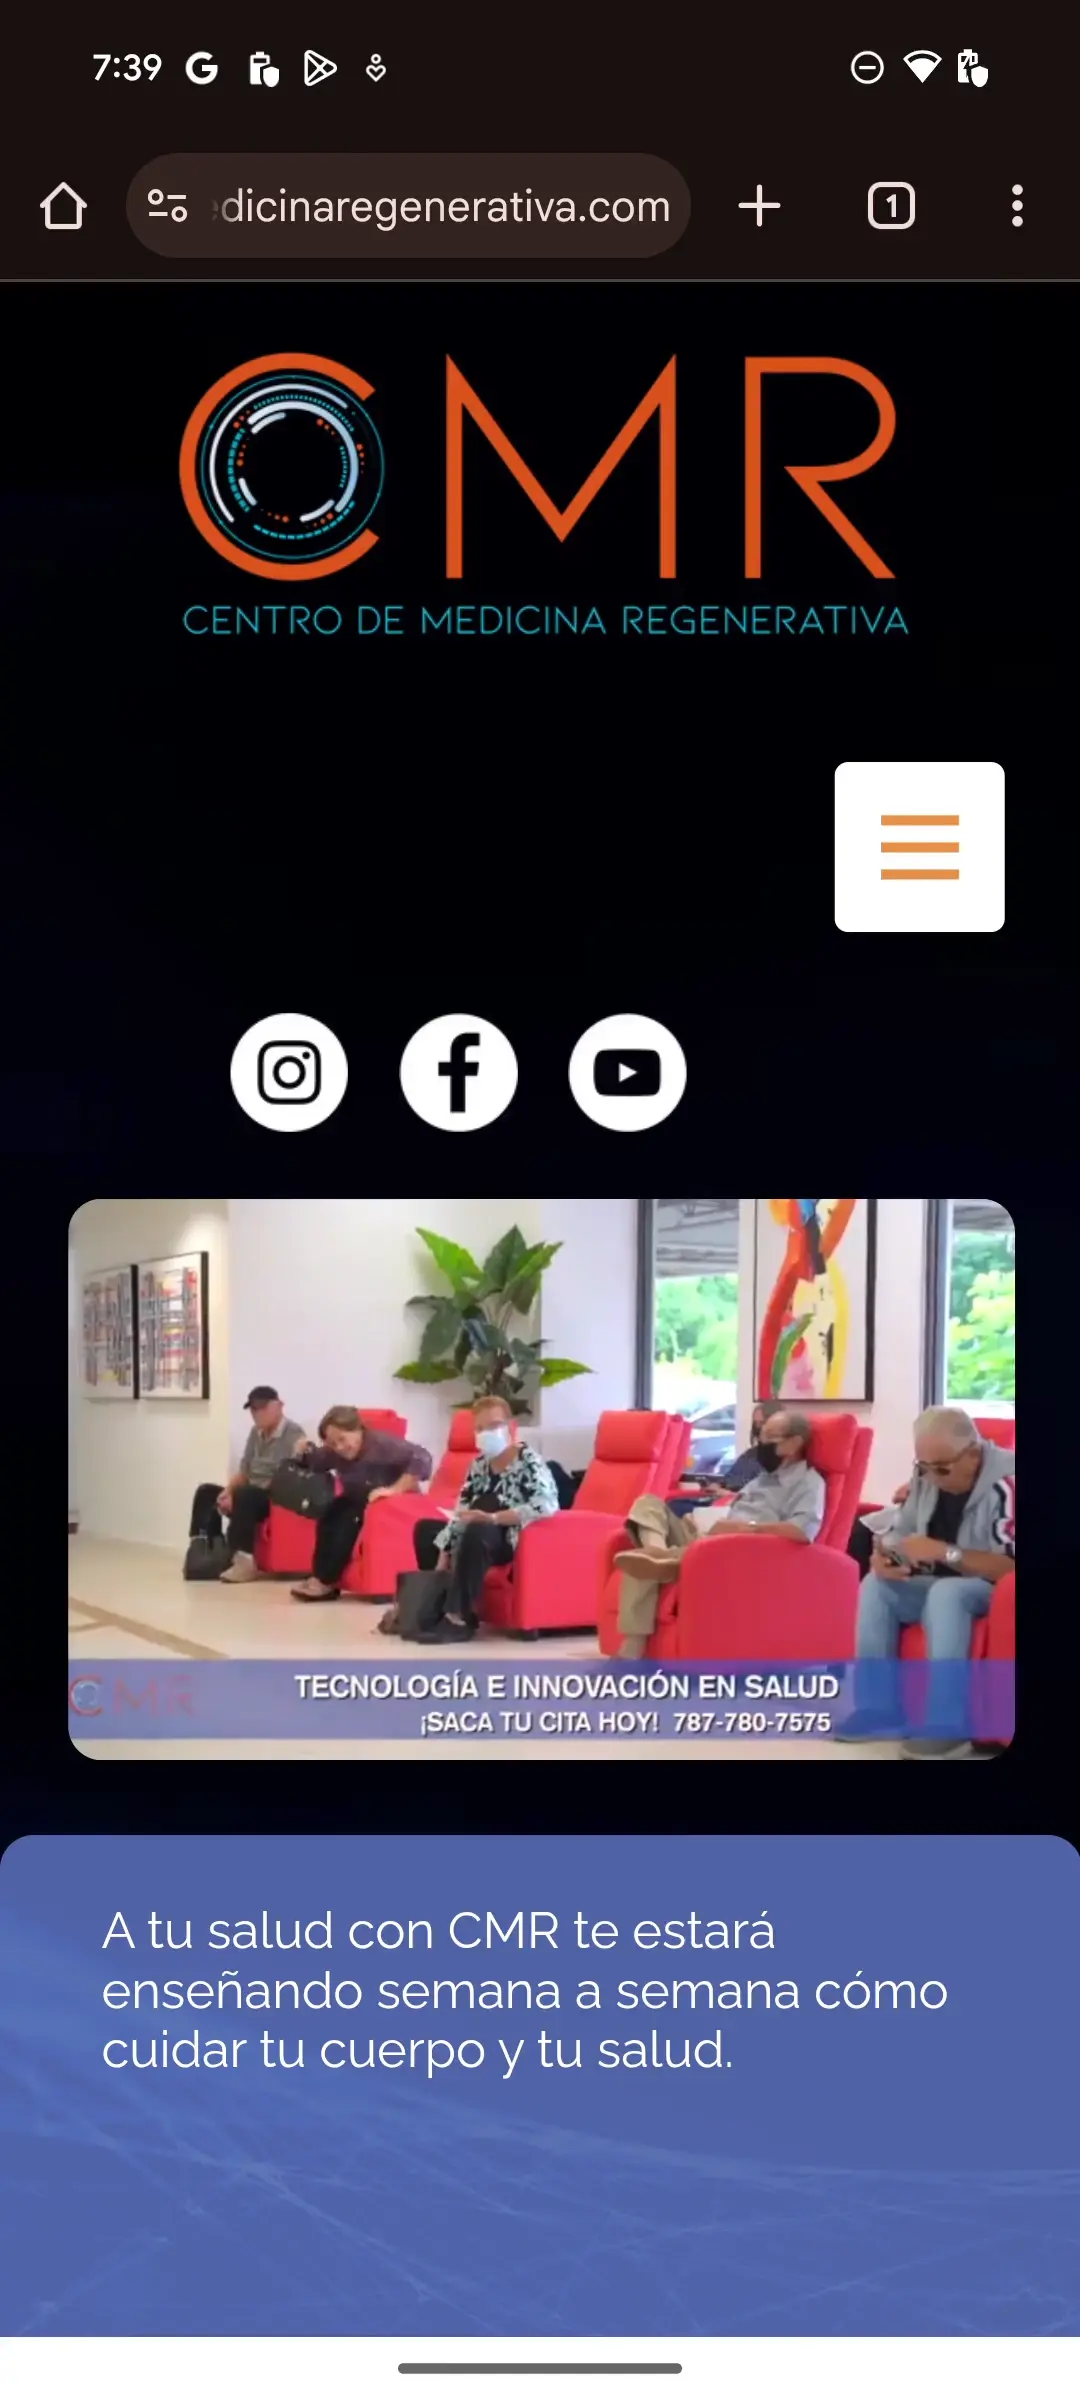 7:39
dicinaregenerativa.com
1
CMR
CENTRO DE MEDICINA REGENERATIVA
CMR
TECNOLOGÍA E INNOVACIÓN EN SALUD
¡SACA TU CITA HOY! 787-780-7575
A tu salud con CMR te estará
enseñando semana a semana cómo
cuidar tu cuerpo y tu salud.